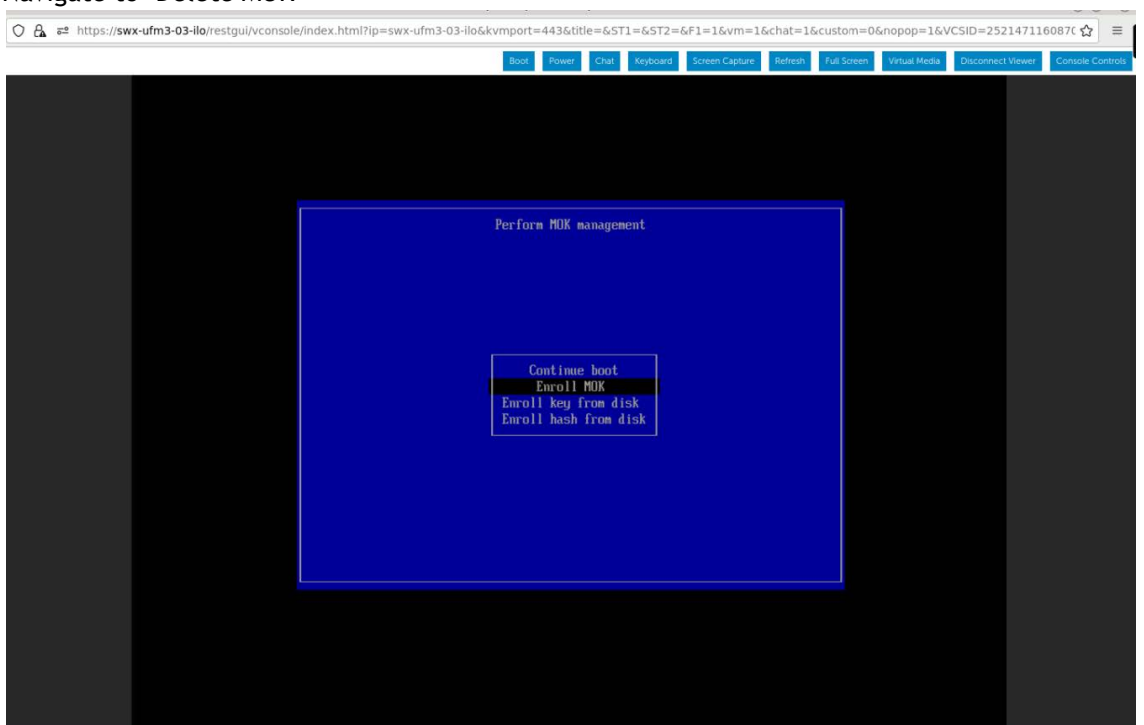 Navigate to "Delete MOK"
https://swx-ufm3-03-ilo/restgui/vconsole/index.html?ip=swx-ufm3-03-ilo&kvmport=443&title=&ST1=&ST2=&F1=1&vm=1&chat=1&custom=0&nopop=1&VCSID=252147116087(
Boot Power Chat Keyboard Screen Capture Refresh Full Screen Virtual Media Disconnect Viewer Console Controls
Perform MOK management
Continue boot
Enroll MOK
Enroll key from disk
Enroll hash from disk